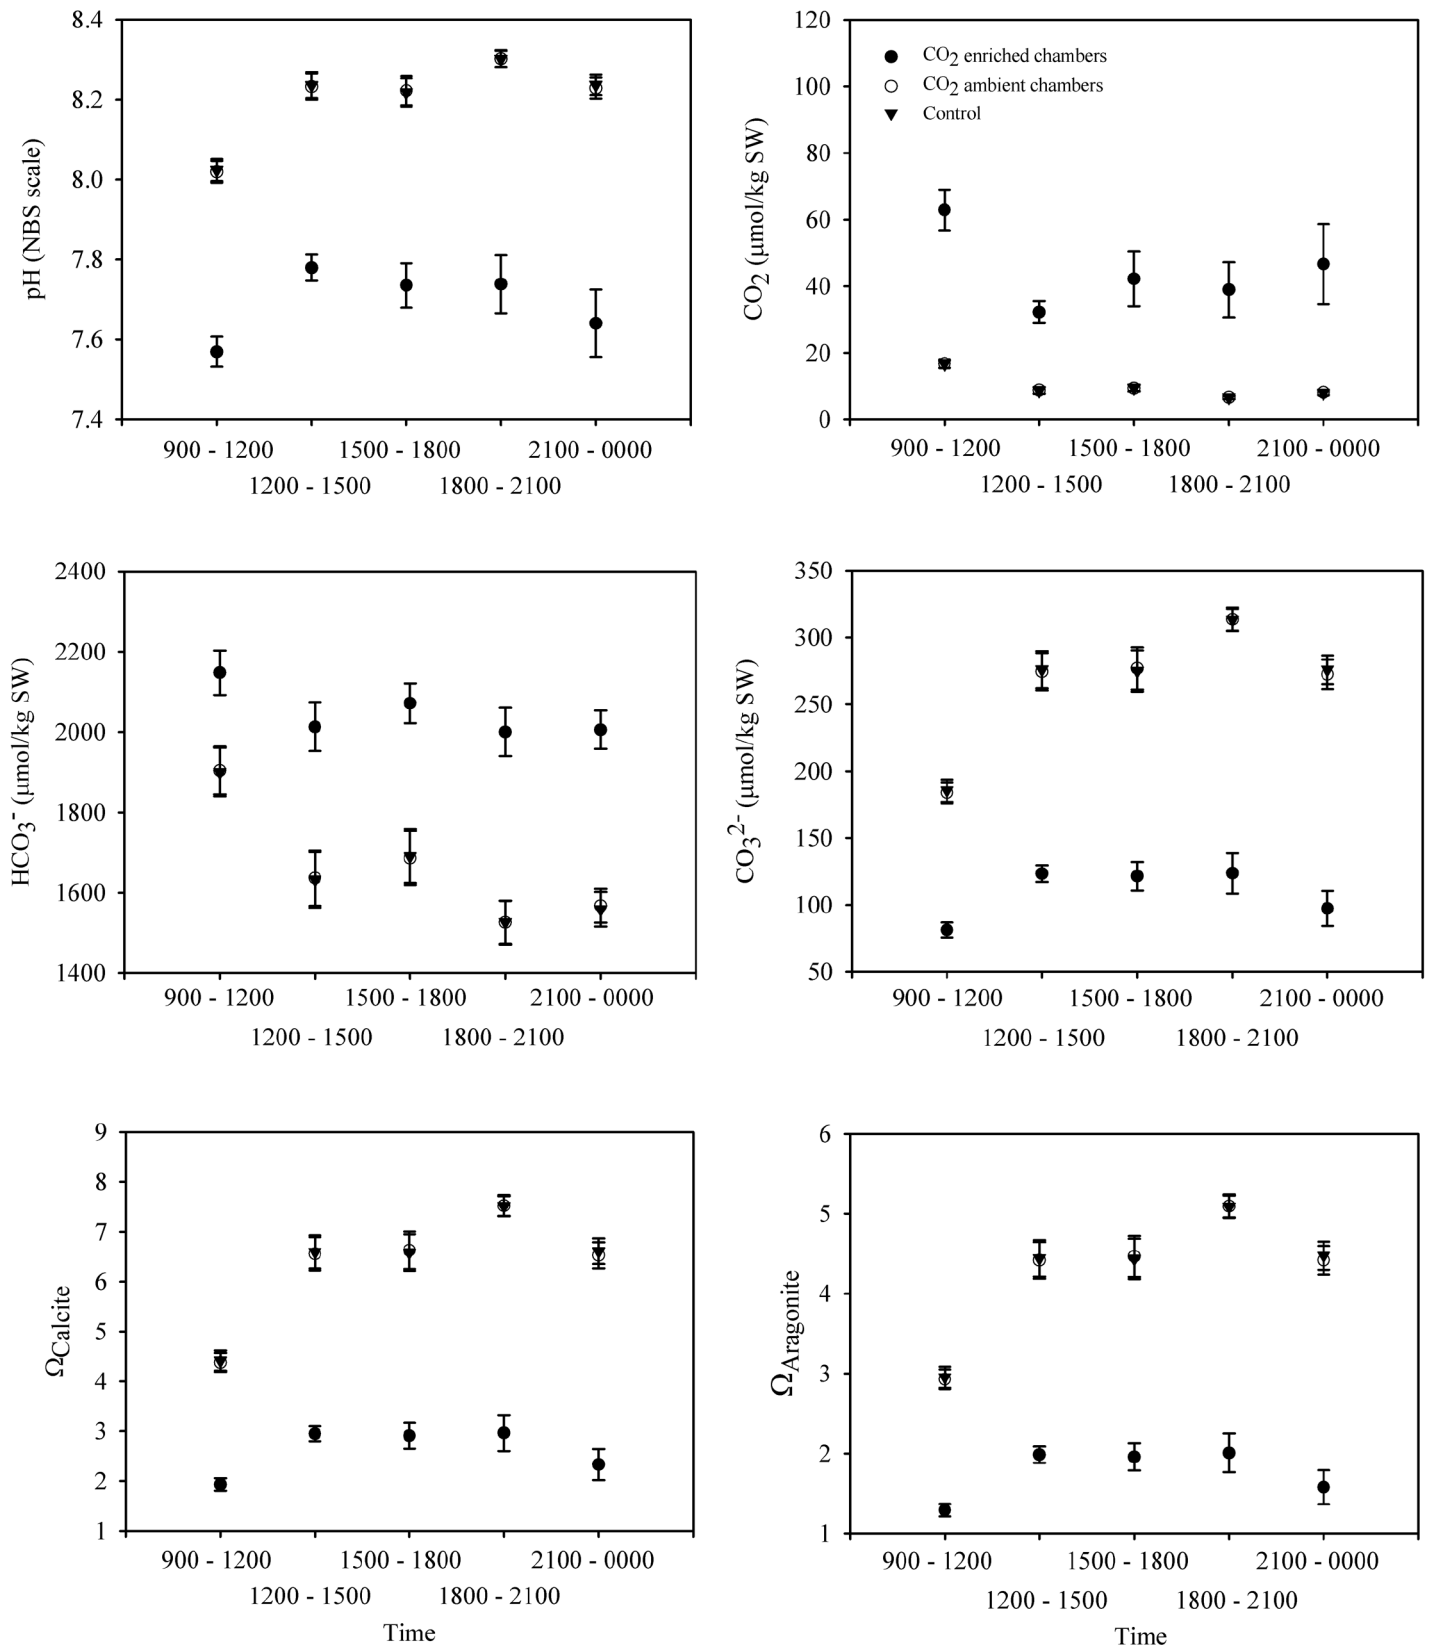 8.4
8.2
8.0
7.8
7.6
7.4
pH (NBS scale)
900 - 1200
1500 - 1800
2100 - 0000
1200 - 1500
1800 - 2100
120
100
80
60
40
20
0
CO2 (μmol/kg SW)
CO2 enriched chambers
CO2 ambient chambers
Control
900 - 1200
1500 - 1800
2100 - 0000
1200 - 1500
1800 - 2100
2400
2200
2000
1800
1600
1400
HCO3- (μmol/kg SW)
900 - 1200
1500 - 1800
2100 - 0000
1200 - 1500
1800 - 2100
350
300
250
200
150
100
50
CO32- (μmol/kg SW)
900 - 1200
1500 - 1800
2100 - 0000
1200 - 1500
1800 - 2100
9
8
7
6
5
4
3
2
1
ΩCalcite
900 - 1200
1500 - 1800
2100 - 0000
1200 - 1500
1800 - 2100
Time
6
5
4
3
2
1
ΩAragonite
900 - 1200
1500 - 1800
2100 - 0000
1200 - 1500
1800 - 2100
Time